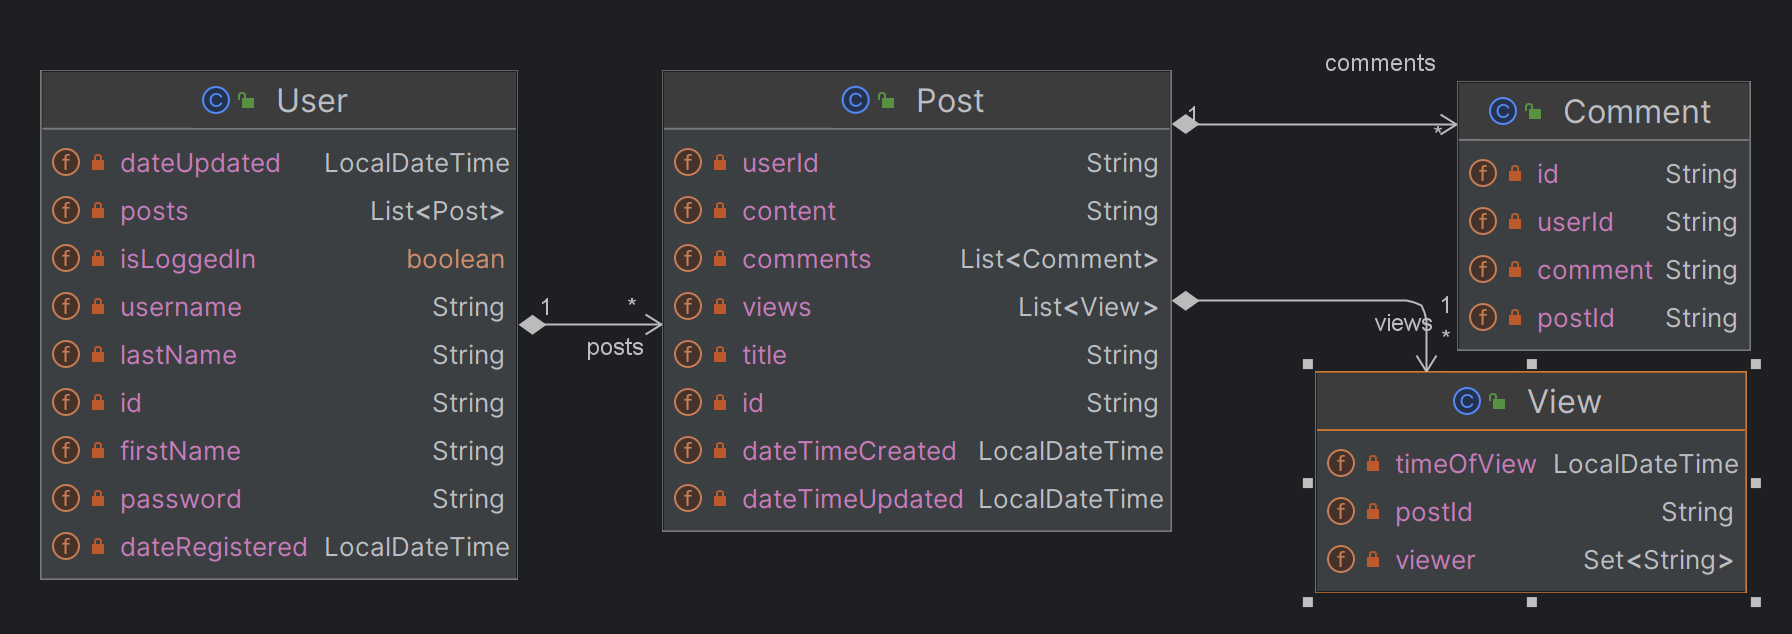 User
dateUpdated LocalDateTime
posts List<Post>
isLoggedIn boolean
username String
lastName String
id String
firstName String
password String
dateRegistered LocalDateTime
1
*
posts
Post
userId String
content String
comments List<Comment>
views List<View>
title String
id String
dateTimeCreated LocalDateTime
dateTimeUpdated LocalDateTime
comments
1
*
Comment
id String
userId String
comment String
postId String
1
views
*
View
timeOfView LocalDateTime
postId String
viewer Set<String>